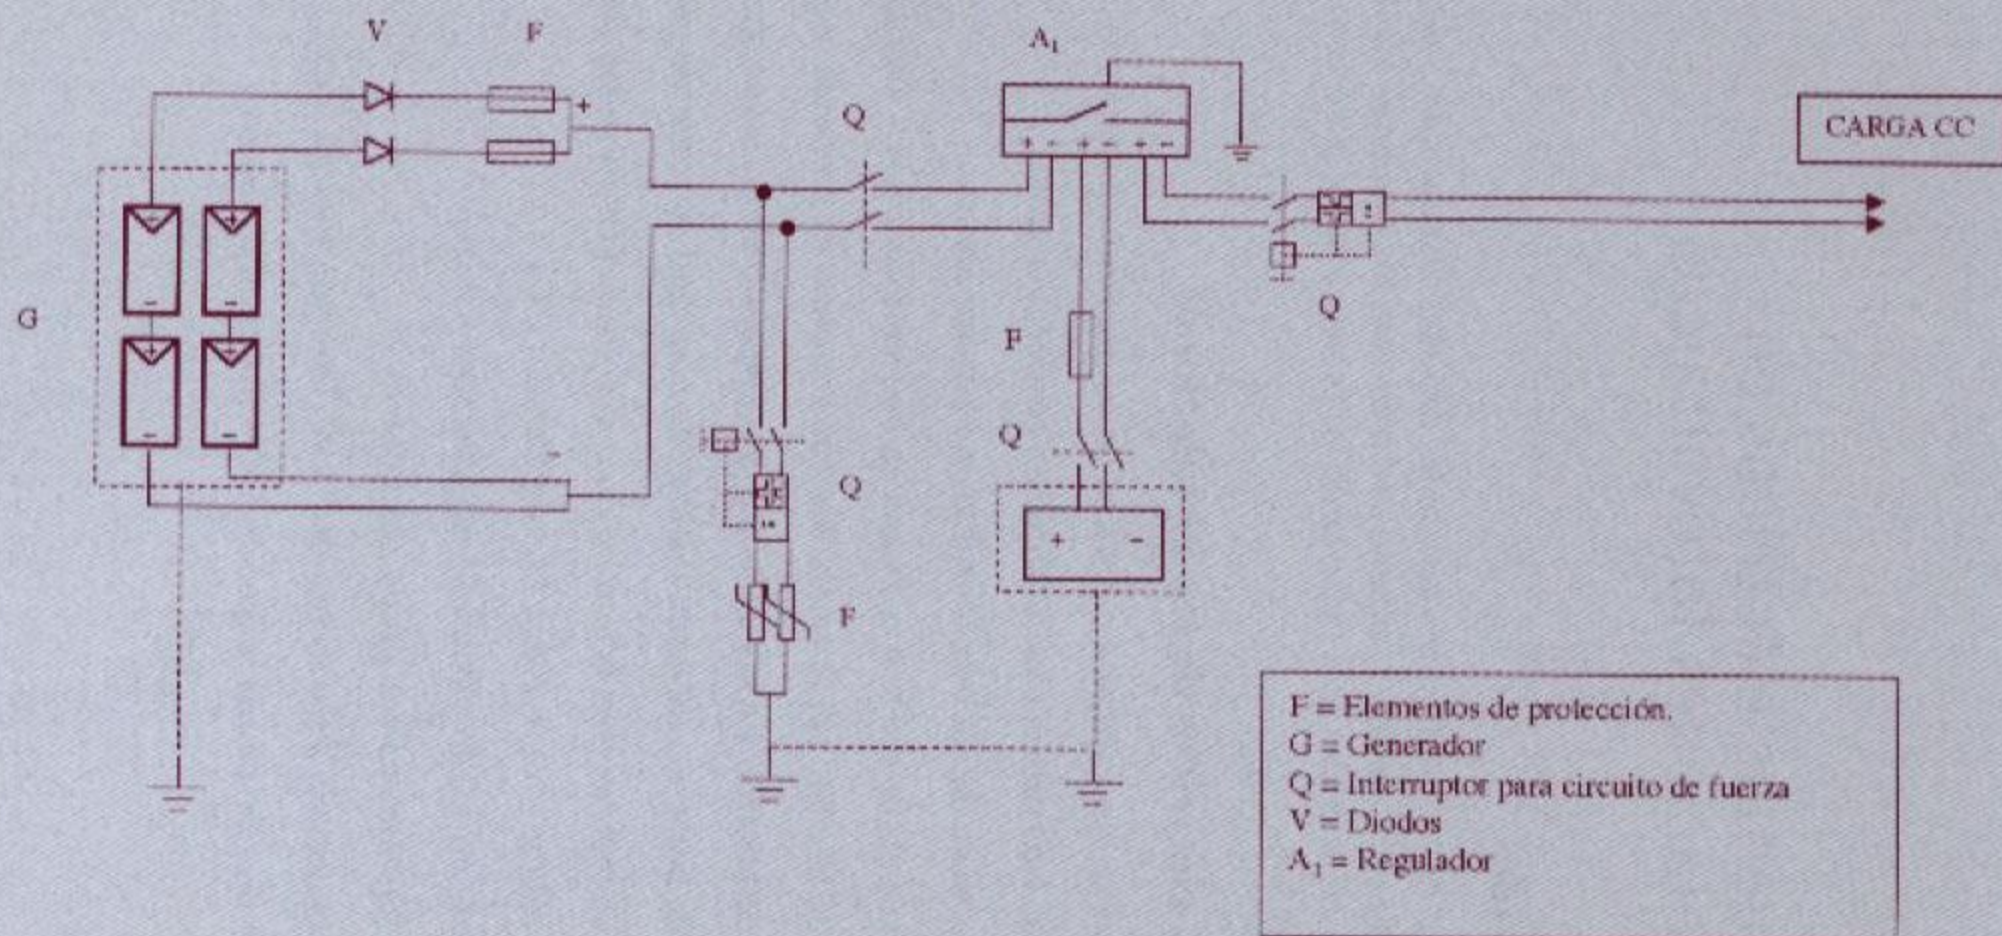 V
F
A₁
+
Q
CARGA CC
+ - + - + -
+
+
-
-
G
+
+
-
-
F
Q
Q
-
Q
+ -
F
F = Elementos de protección.
G = Generador
Q = Interruptor para circuito de fuerza
V = Diodos
A₁ = Regulador